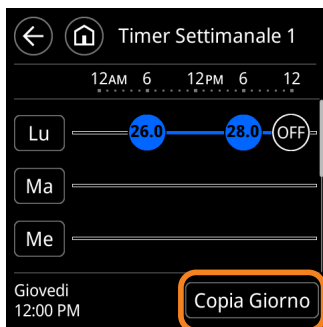 Timer Settimanale 1
12AM 6 12PM 6 12
Lu 26.0 28.0 OFF
Ma
Me
Giovedi
12:00 PM
Copia Giorno